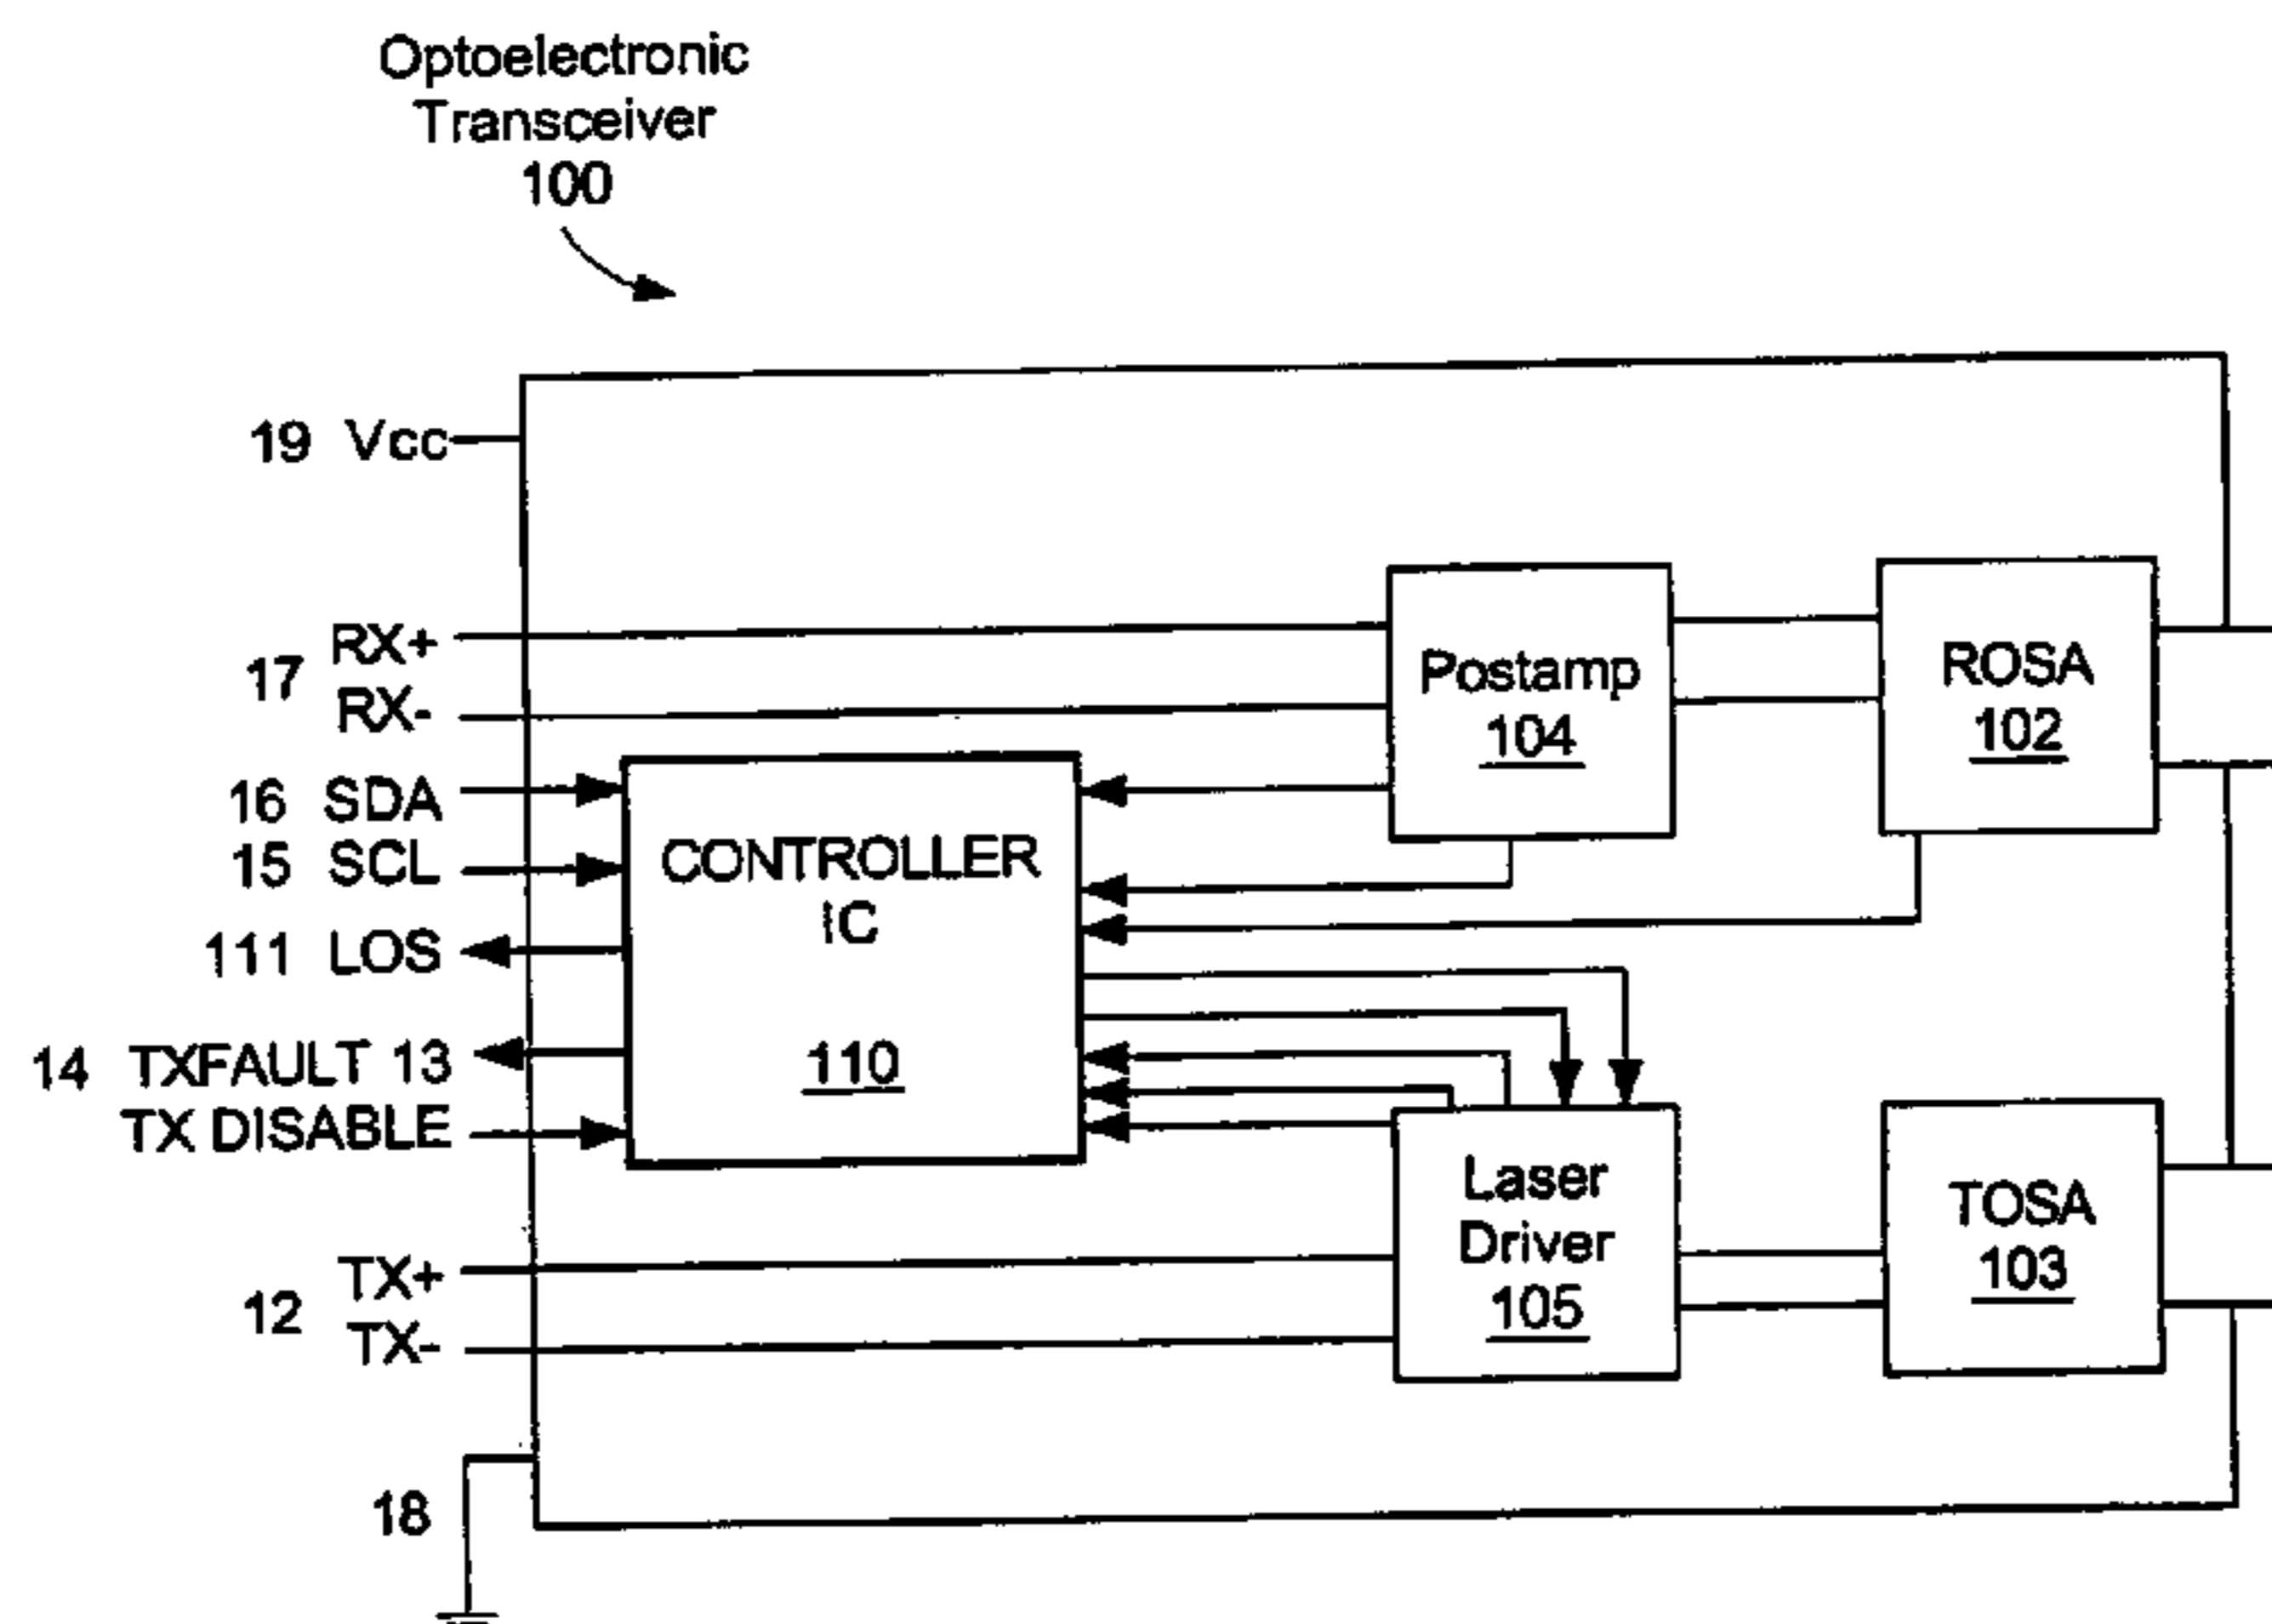 Optoelectronic
Transceiver
100
19 Vcc
17 RX+
RX-
16 SDA
15 SCL
111 LOS
14 TXFAULT 13
TX DISABLE
12 TX+
TX-
18
CONTROLLER
IC
110
Postamp
104
ROSA
102
Laser
Driver
105
TOSA
103